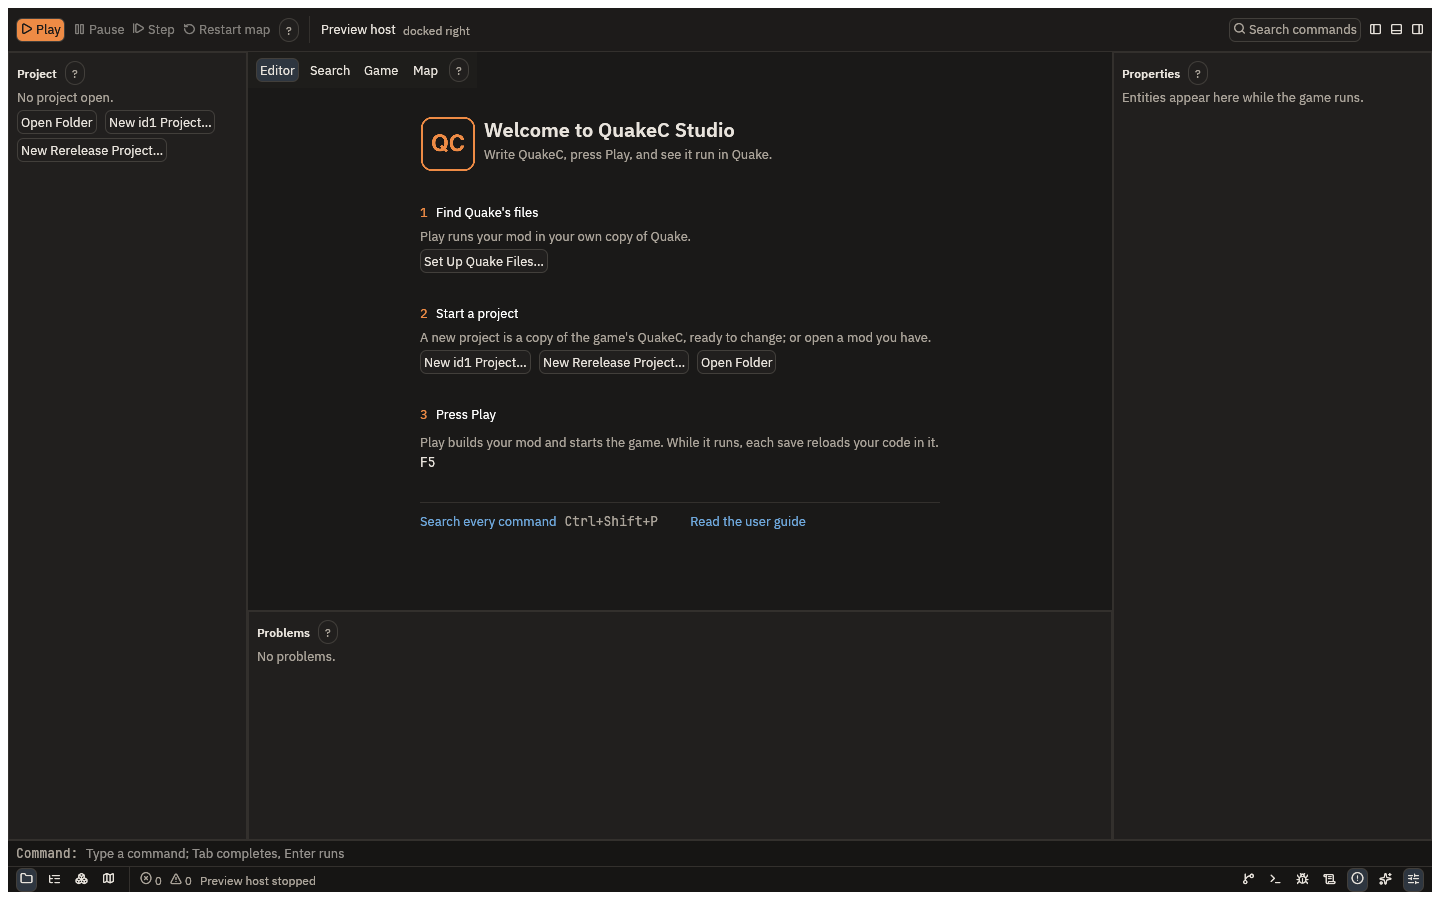 Play Pause Step Restart map ? Preview host docked right Search commands
Project ?
No project open.
Open Folder New id1 Project...
New Rerelease Project...
Editor Search Game Map ?
QC
Welcome to QuakeC Studio
Write QuakeC, press Play, and see it run in Quake.
1 Find Quake's files
Play runs your mod in your own copy of Quake.
Set Up Quake Files...
2 Start a project
A new project is a copy of the game's QuakeC, ready to change; or open a mod you have.
New id1 Project... New Rerelease Project... Open Folder
3 Press Play
Play builds your mod and starts the game. While it runs, each save reloads your code in it.
F5
Search every command Ctrl+Shift+P Read the user guide
Problems ?
No problems.
Properties ?
Entities appear here while the game runs.
Command: Type a command; Tab completes, Enter runs
0 0 Preview host stopped